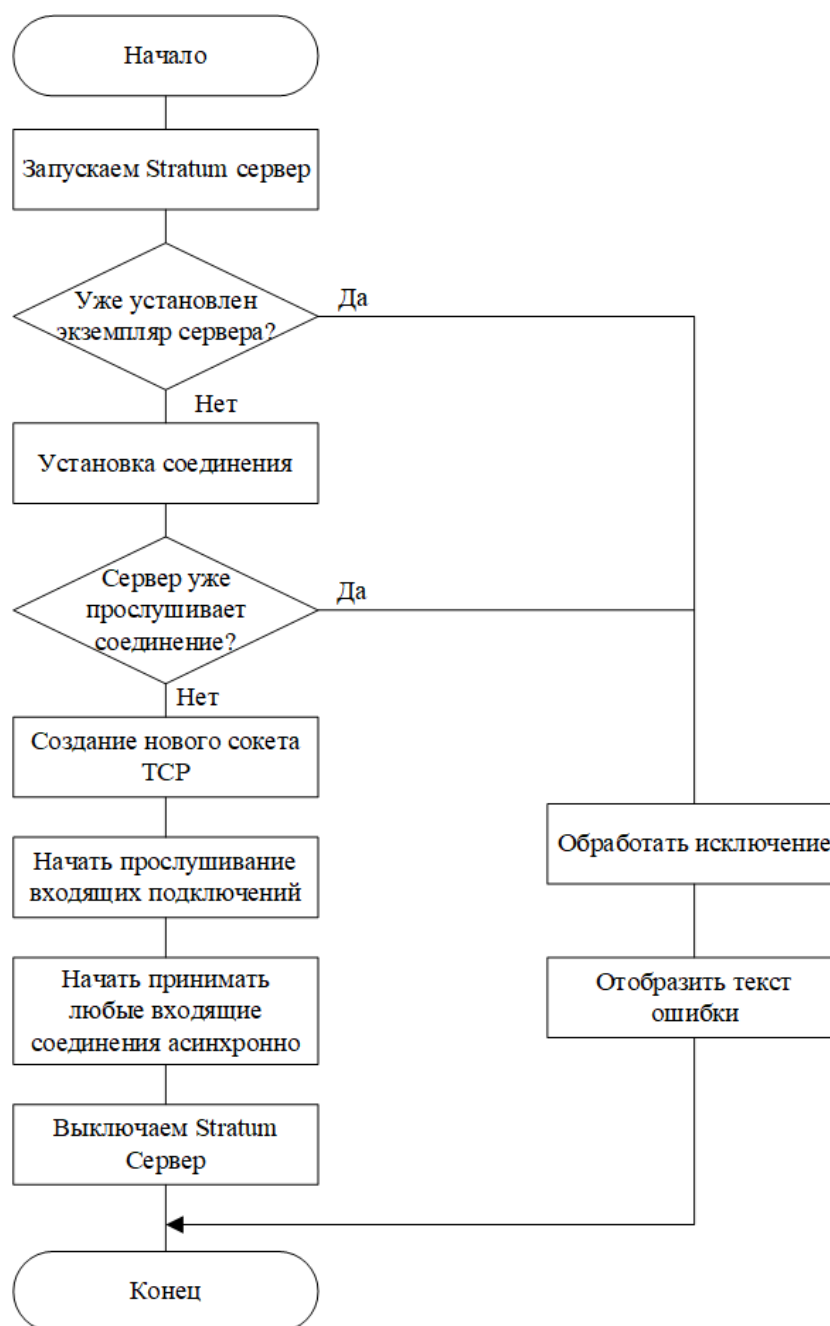 Начало
Запускаем Stratum сервер
Уже установлен
экземпляр сервера?
Да
Нет
Установка соединения
Сервер уже
прослушивает
соединение?
Да
Нет
Создание нового сокета
TCP
Начать прослушивание
входящих подключений
Обработать исключение
Начать принимать
любые входящие
соединения асинхронно
Отобразить текст
ошибки
Выключаем Stratum
Сервер
Конец